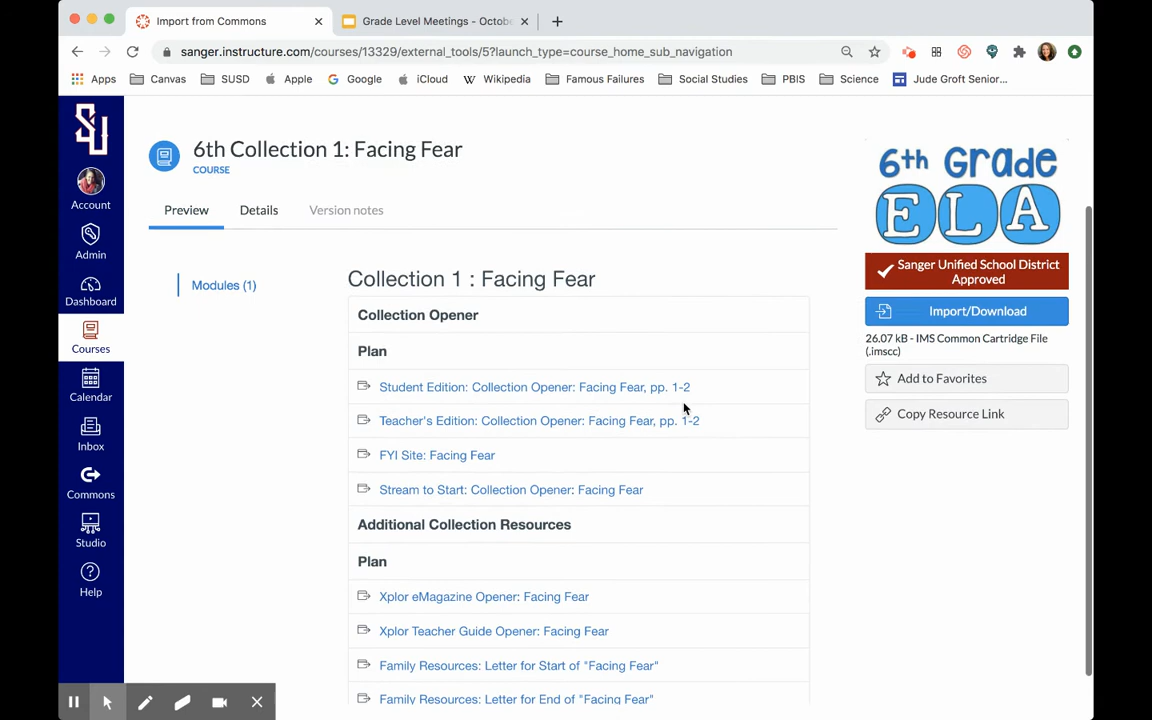 Import from Commons
Grade Level Meetings - Octobe
sanger.instructure.com/courses/13329/external_tools/5?launch_type=course_home_sub_navigation
Apps Canvas SUSD Apple Google iCloud Wikipedia Famous Failures Social Studies PBIS Science Jude Groft Senior...
SU
Account
Admin
Dashboard
Courses
Calendar
Inbox
Commons
Studio
Help
6th Collection 1: Facing Fear
COURSE
Preview Details Version notes
Modules (1)
Collection 1 : Facing Fear
Collection Opener
Plan
Student Edition: Collection Opener: Facing Fear, pp. 1-2
Teacher's Edition: Collection Opener: Facing Fear, pp. 1-2
FYI Site: Facing Fear
Stream to Start: Collection Opener: Facing Fear
Additional Collection Resources
Plan
Xplor eMagazine Opener: Facing Fear
Xplor Teacher Guide Opener: Facing Fear
Family Resources: Letter for Start of "Facing Fear"
Family Resources: Letter for End of "Facing Fear"
6th Grade
ELA
Sanger Unified School District
Approved
Import/Download
26.07 kB - IMS Common Cartridge File
(.imscc)
Add to Favorites
Copy Resource Link